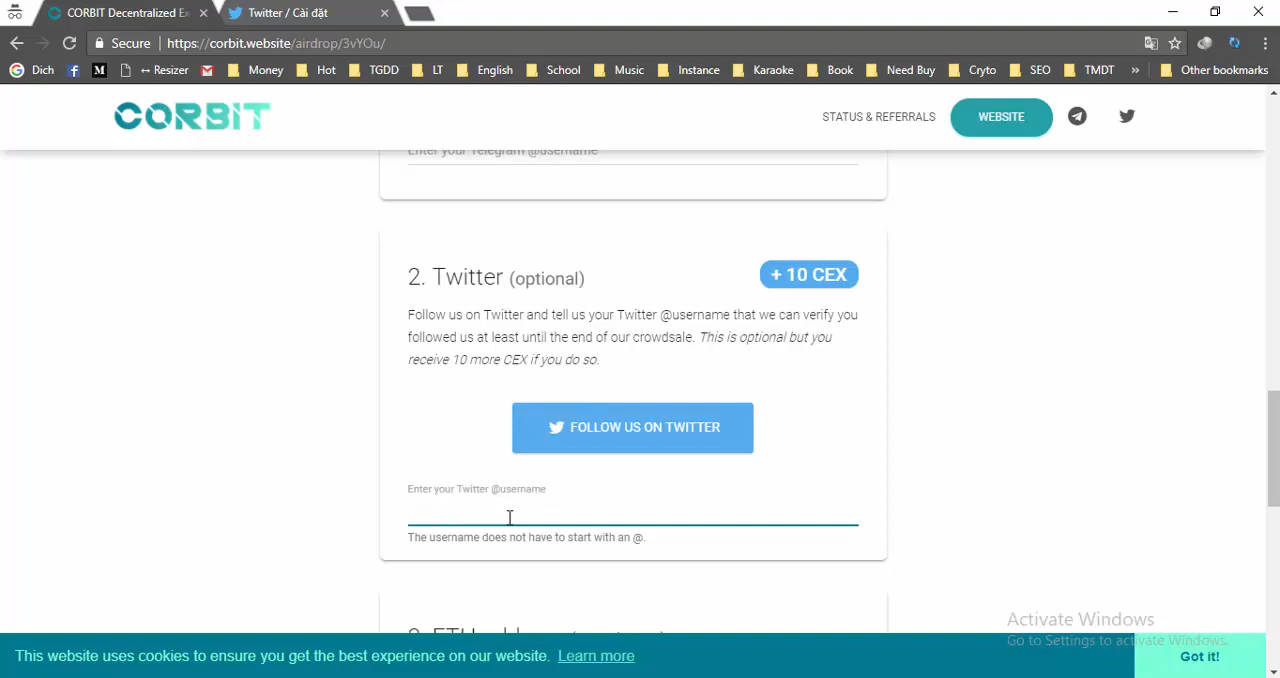 CORBIT Decentralized Ex
Twitter / Cài đặt
Secure
https://corbit.website/airdrop/3vYOu/
Dich
M
↔ Resizer
Money
Hot
TGDD
LT
English
School
Music
Instance
Karaoke
Book
Need Buy
Cryto
SEO
TMDT
»
Other bookmarks
CORBIT
STATUS & REFERRALS
WEBSITE
Enter your Telegram @username
2. Twitter (optional)
+ 10 CEX
Follow us on Twitter and tell us your Twitter @username that we can verify you
followed us at least until the end of our crowdsale. This is optional but you
receive 10 more CEX if you do so.
FOLLOW US ON TWITTER
Enter your Twitter @username
The username does not have to start with an @.
Activate Windows
Go to Settings to activate Windows.
This website uses cookies to ensure you get the best experience on our website. Learn more
Got it!